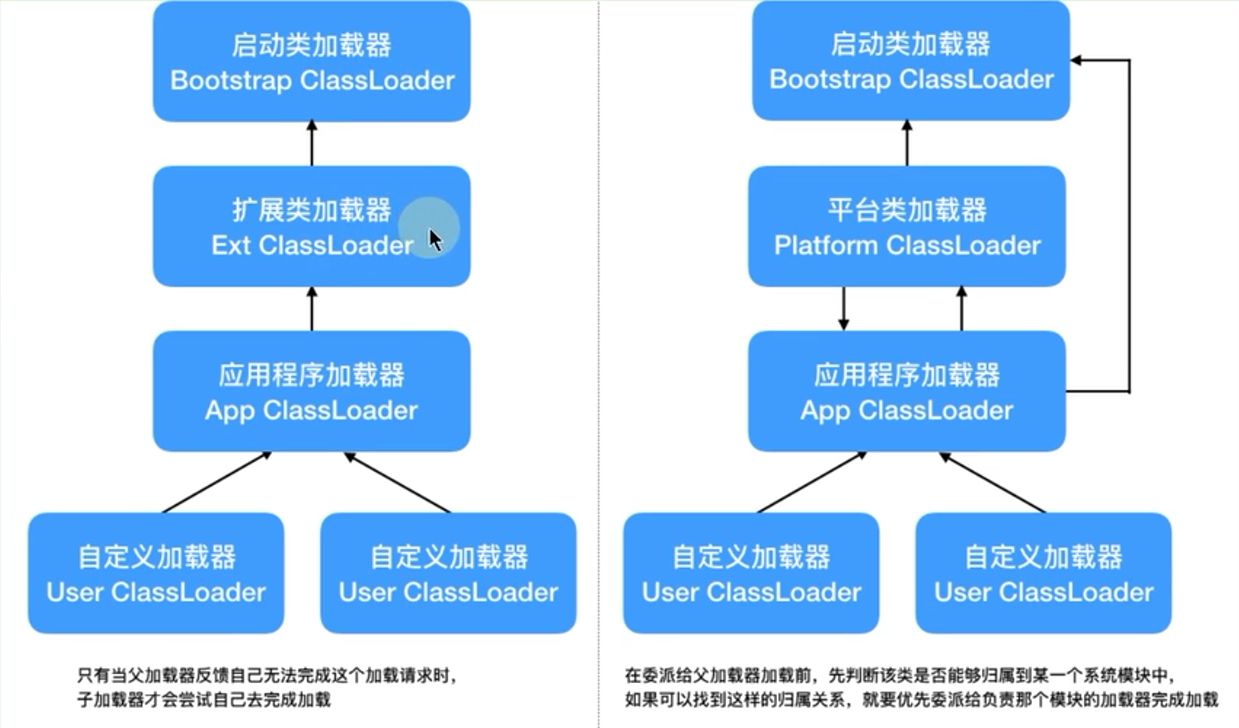 启动类加载器
Bootstrap ClassLoader
扩展类加载器
Ext ClassLoader
应用程序加载器
App ClassLoader
自定义加载器
User ClassLoader
自定义加载器
User ClassLoader
只有当父加载器反馈自己无法完成这个加载请求时，
子加载器才会尝试自己去完成加载
启动类加载器
Bootstrap ClassLoader
平台类加载器
Platform ClassLoader
应用程序加载器
App ClassLoader
自定义加载器
User ClassLoader
自定义加载器
User ClassLoader
在委派给父加载器加载前，先判断该类是否能够归属到某一个系统模块中，
如果可以找到这样的归属关系，就要优先委派给负责那个模块的加载器完成加载